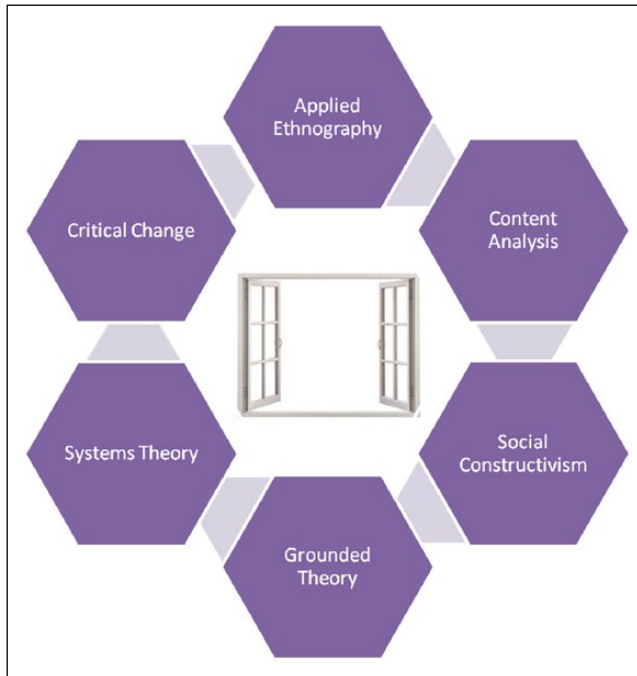 Applied
Ethnography
Critical Change
Content
Analysis
Systems Theory
Social
Constructivism
Grounded
Theory